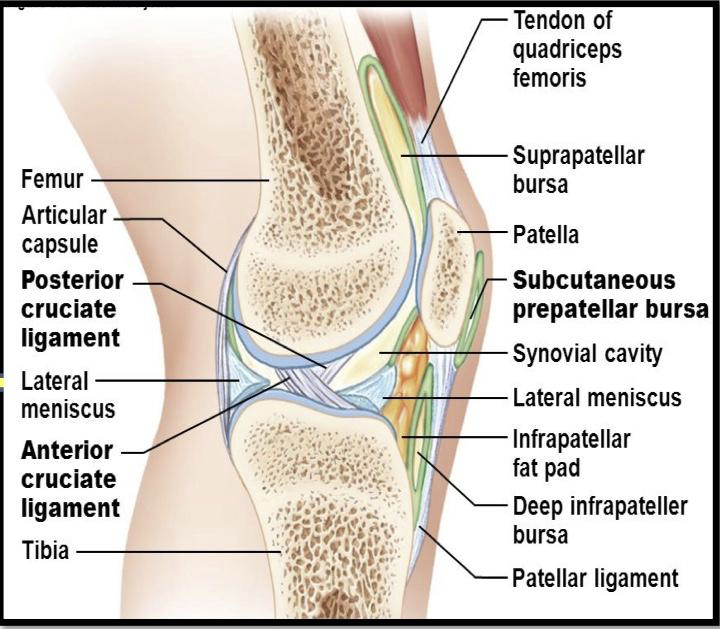 Tendon of
quadriceps
femoris
Suprapatellar
bursa
Femur
Articular
capsule
Patella
Posterior
cruciate
ligament
Subcutaneous
prepatellar bursa
Synovial cavity
Lateral
meniscus
Lateral meniscus
Anterior
cruciate
ligament
Infrapatellar
fat pad
Deep infrapateller
bursa
Tibia
Patellar ligament